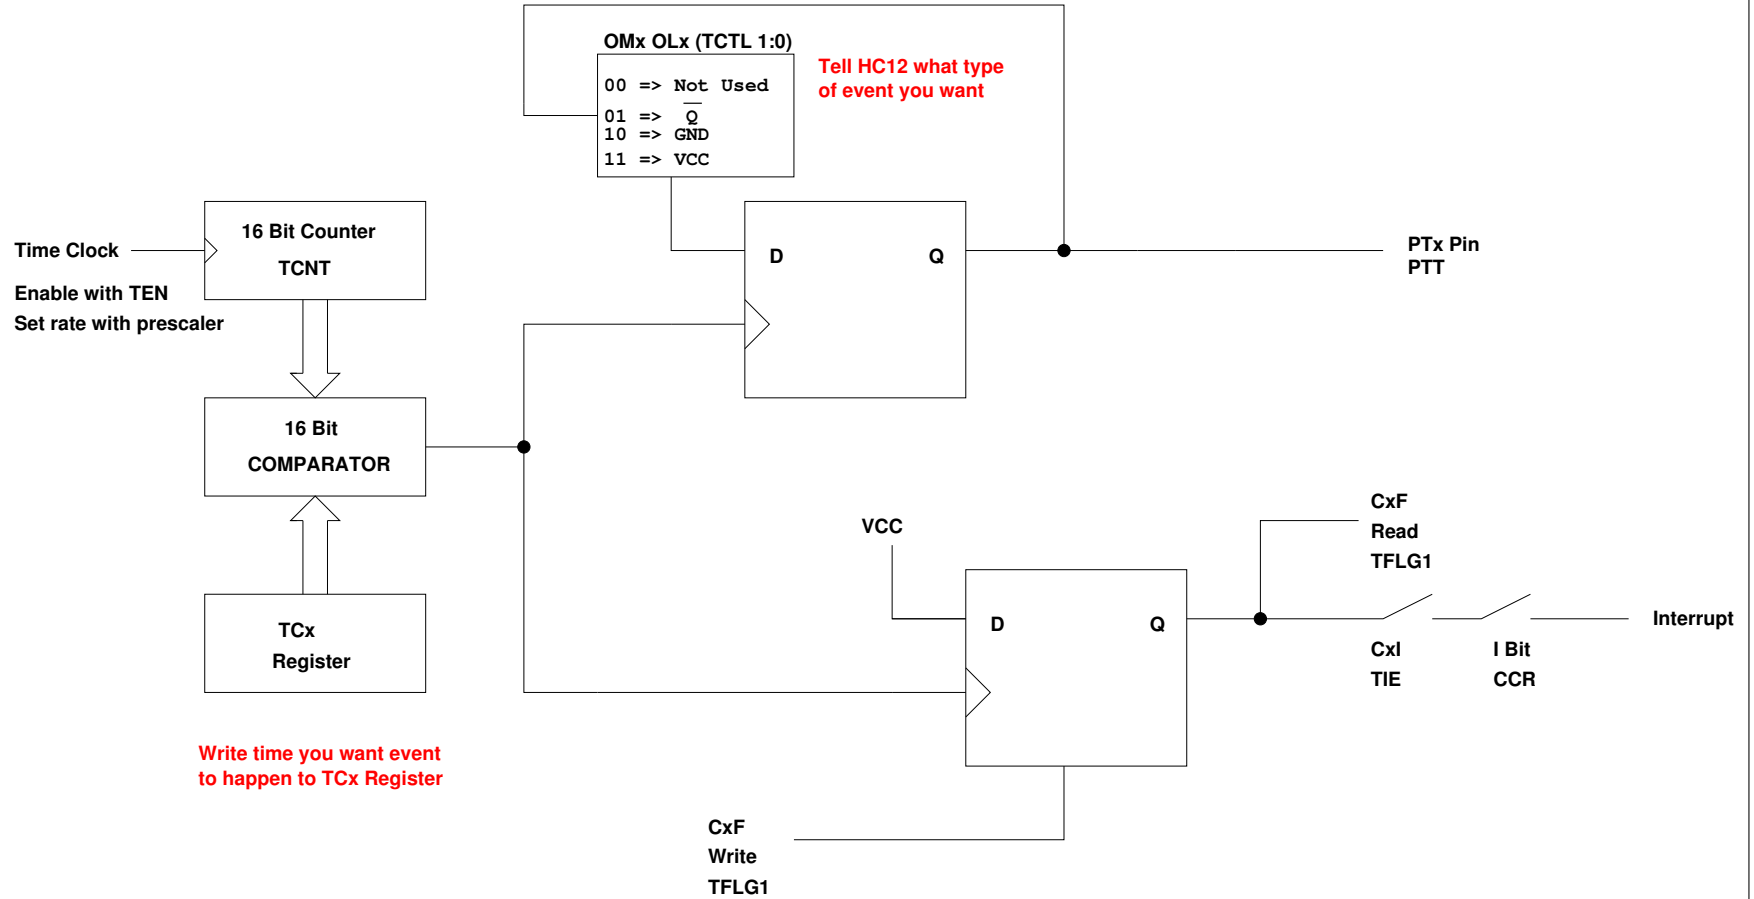 OMx OLx (TCTL 1:0)
00 => Not Used
01 => Q̅
10 => GND
11 => VCC
Tell HC12 what type
of event you want
16 Bit Counter
TCNT
Time Clock
Enable with TEN
Set rate with prescaler
D
Q
PTx Pin
PTT
16 Bit
COMPARATOR
TCx
Register
Write time you want event
to happen to TCx Register
VCC
D
Q
CxF
Read
TFLG1
CxI
TIE
I Bit
CCR
Interrupt
CxF
Write
TFLG1